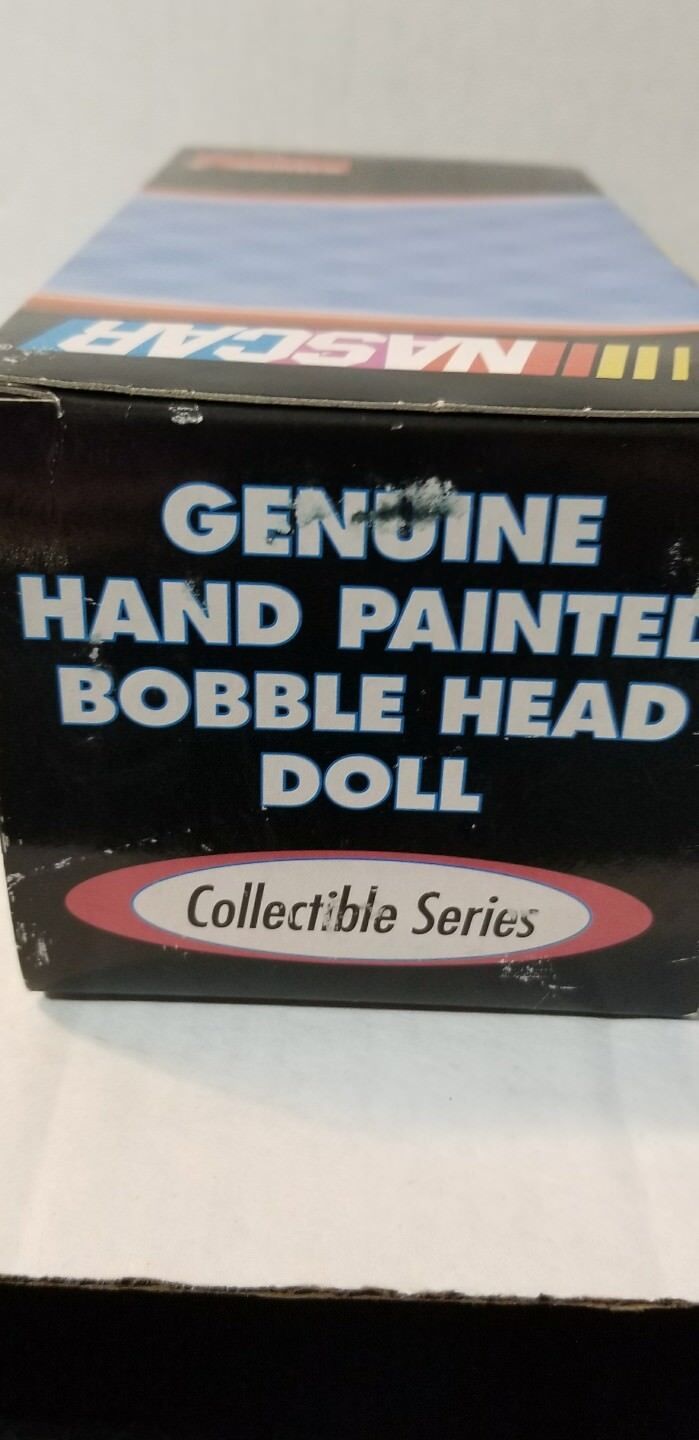 NASCAR
GENUINE
HAND PAINTED
BOBBLE HEAD
DOLL
Collectible Series